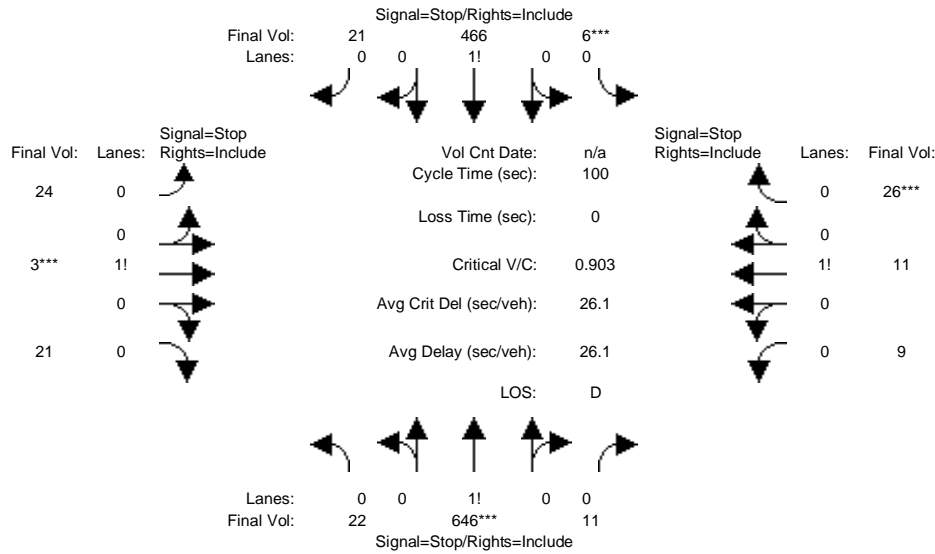 Signal=Stop/Rights=Include
Final Vol: 21 466 6***
Lanes: 0 0 1! 0 0
Signal=Stop
Final Vol: Lanes: Rights=Include
Vol Cnt Date: n/a
Signal=Stop
Rights=Include Lanes: Final Vol:
Cycle Time (sec): 100
24 0
0 26***
Loss Time (sec): 0
0
0
3*** 1!
Critical V/C: 0.903
1! 11
0
Avg Crit Del (sec/veh): 26.1
0
21 0
Avg Delay (sec/veh): 26.1
0 9
LOS: D
Lanes: 0 0 1! 0 0
Final Vol: 22 646*** 11
Signal=Stop/Rights=Include